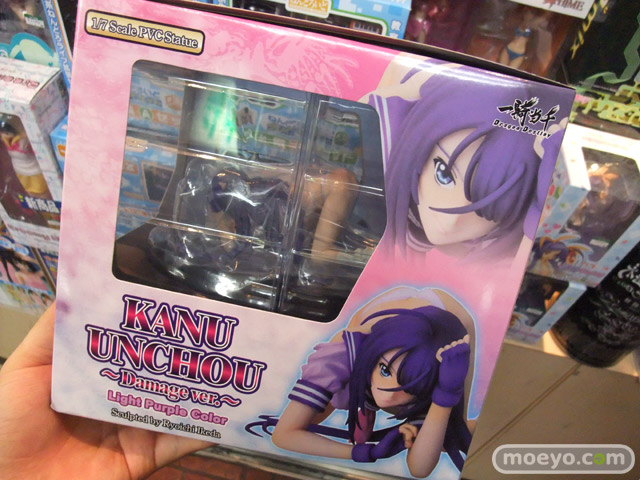 1/7 Scale PVC Statue
一騎当千
Dragon Destiny
KANU
UNCHOU
~Damage ver.~
Light Purple Color
Sculpted by Ryoichi Ikeda
moeyo.com